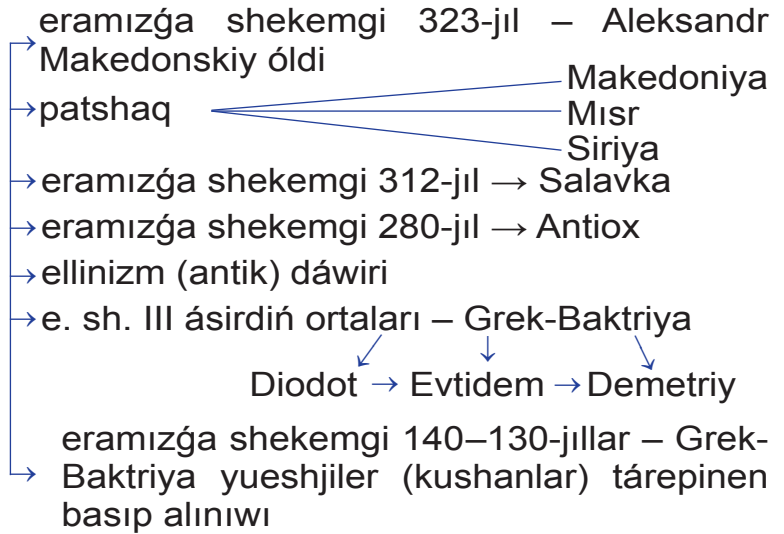 eramızǵa shekemgi 323-jıl – Aleksandr
Makedonskiy óldi
patshaq
Makedoniya
Mısr
Siriya
eramızǵa shekemgi 312-jıl → Salavka
eramızǵa shekemgi 280-jıl → Antiox
ellinizm (antik) dáwiri
e. sh. III ásirdiń ortaları – Grek-Baktriya
Diodot → Evtidem → Demetriy
eramızǵa shekemgi 140–130-jıllar – Grek-
Baktriya yueshjiler (kushanlar) tárepinen
basıp alınıwı